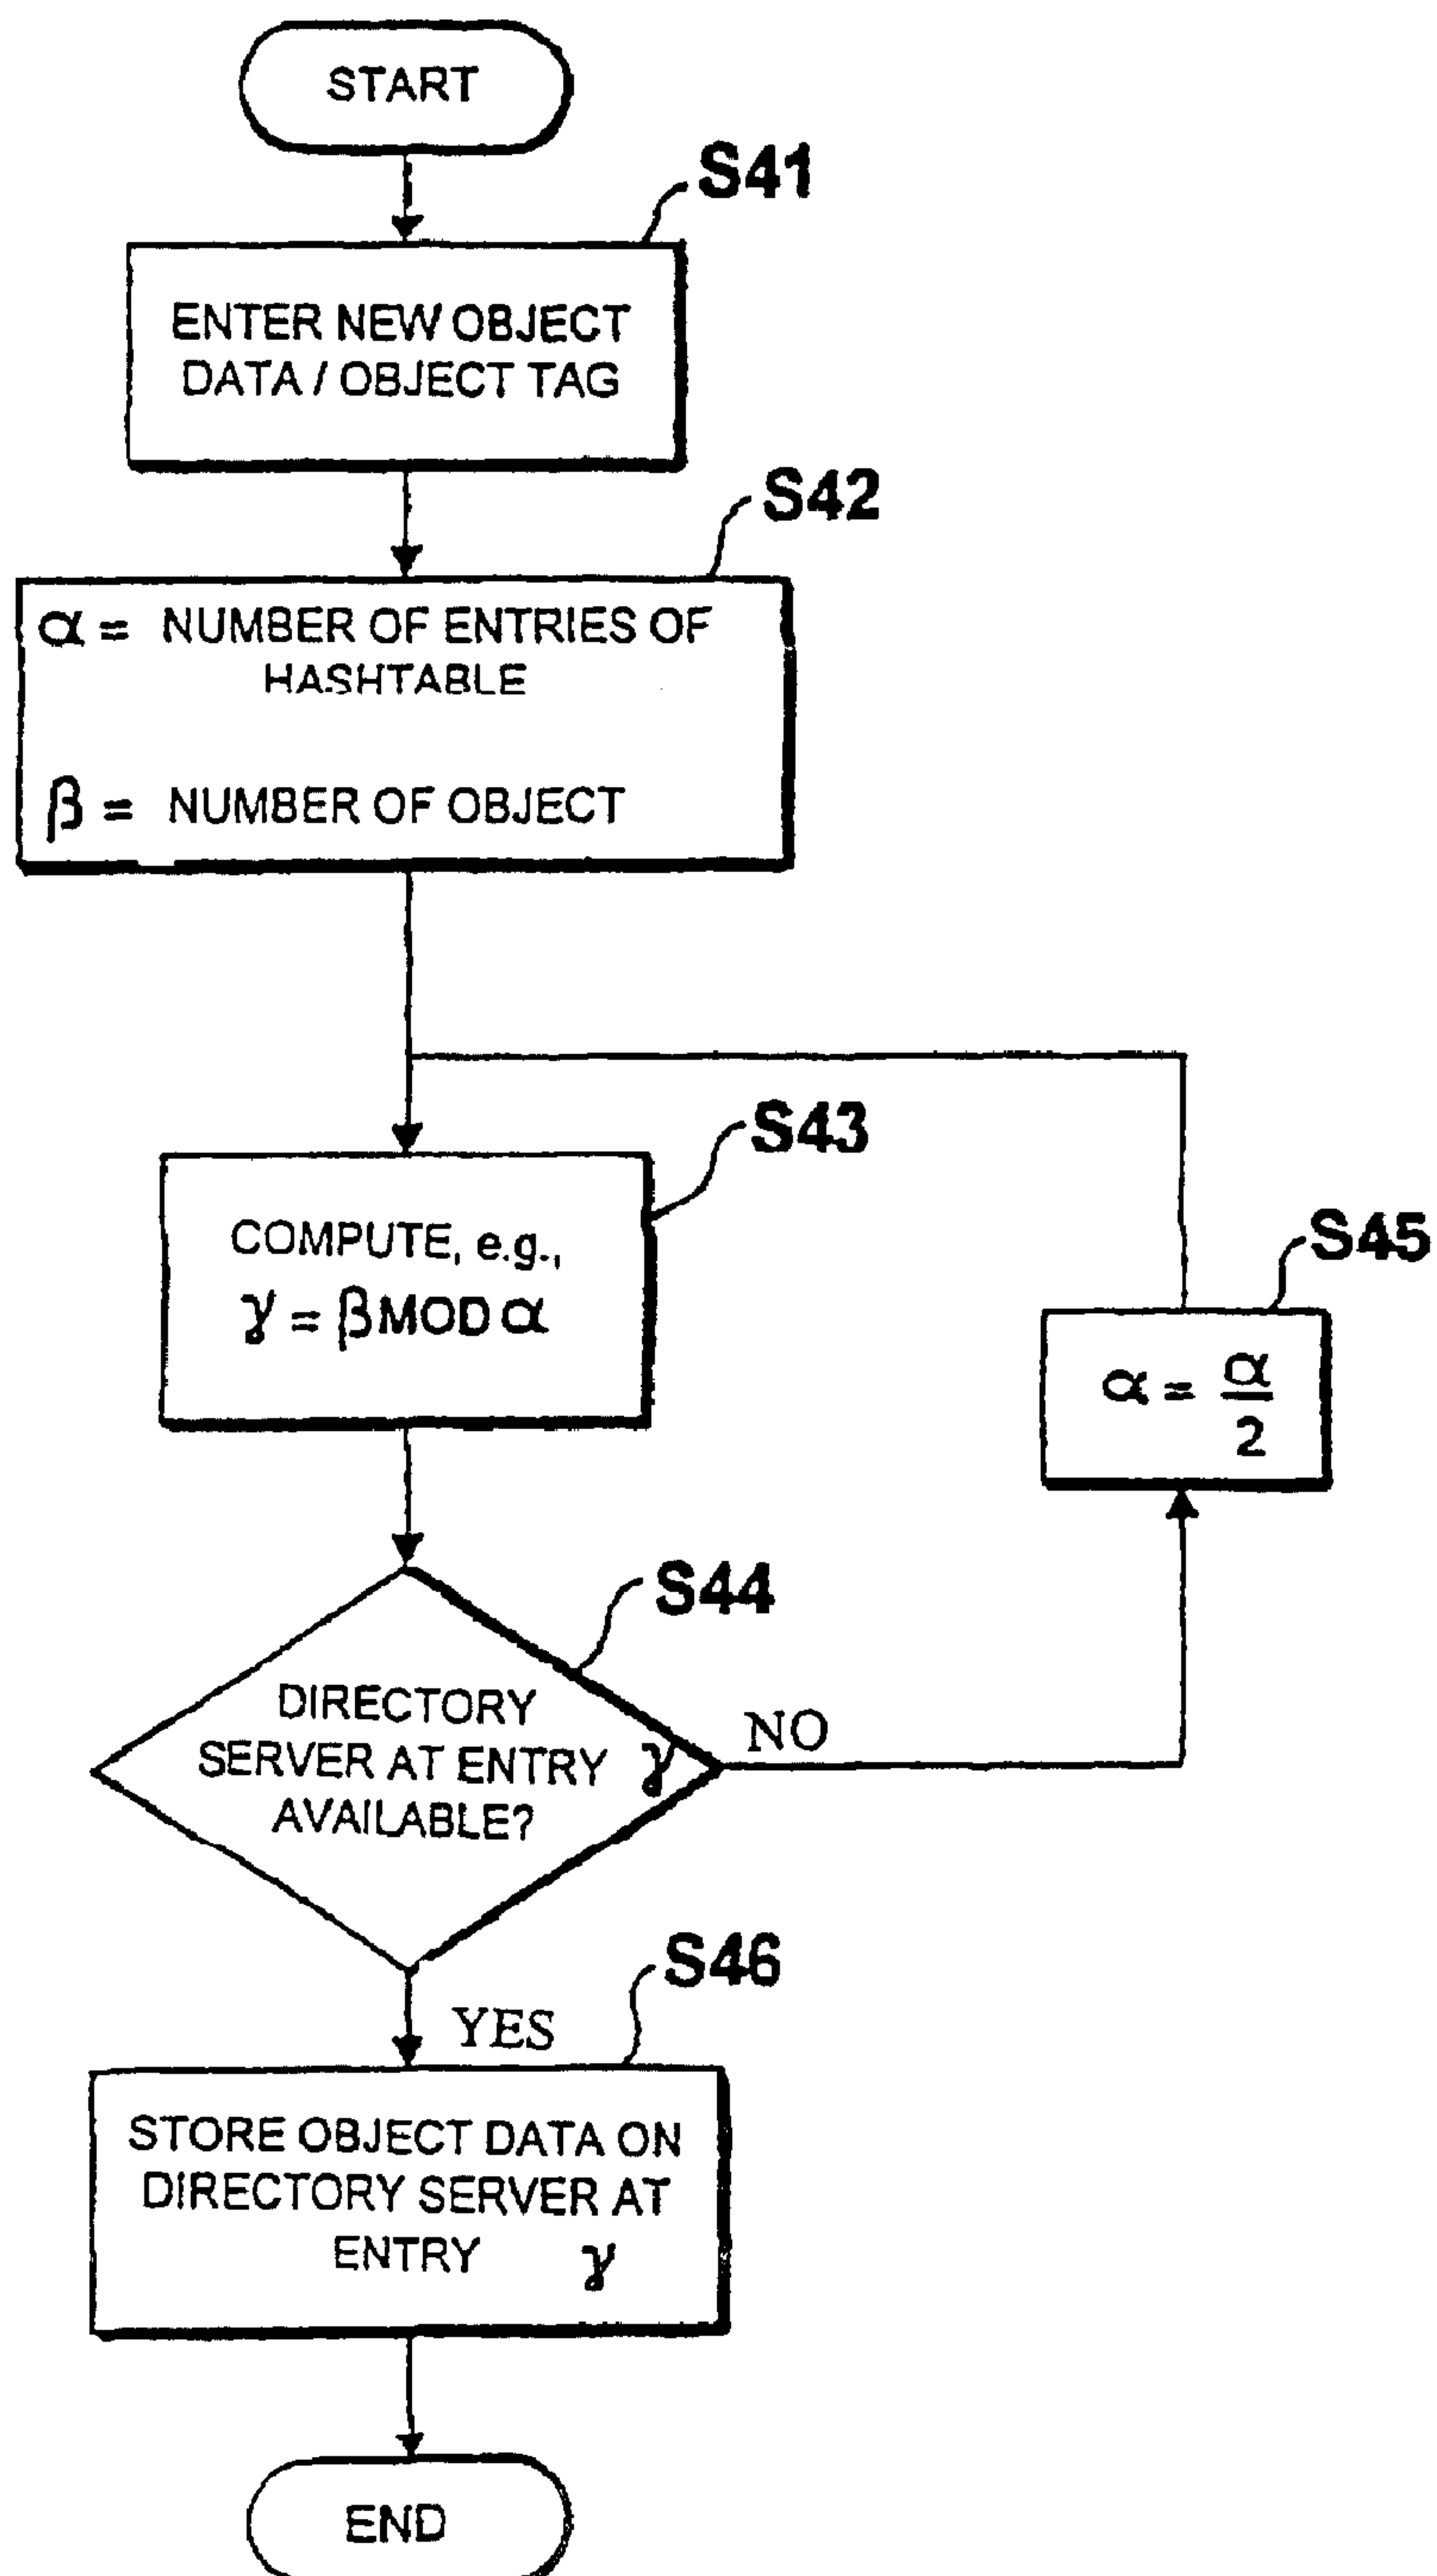 START
S41
ENTER NEW OBJECT
DATA / OBJECT TAG
S42
α = NUMBER OF ENTRIES OF
HASHTABLE
β = NUMBER OF OBJECT
S43
COMPUTE, e.g.,
γ = β MOD α
S45
α = α/2
S44
DIRECTORY
SERVER AT ENTRY γ
AVAILABLE?
NO
S46
YES
STORE OBJECT DATA ON
DIRECTORY SERVER AT
ENTRY γ
END